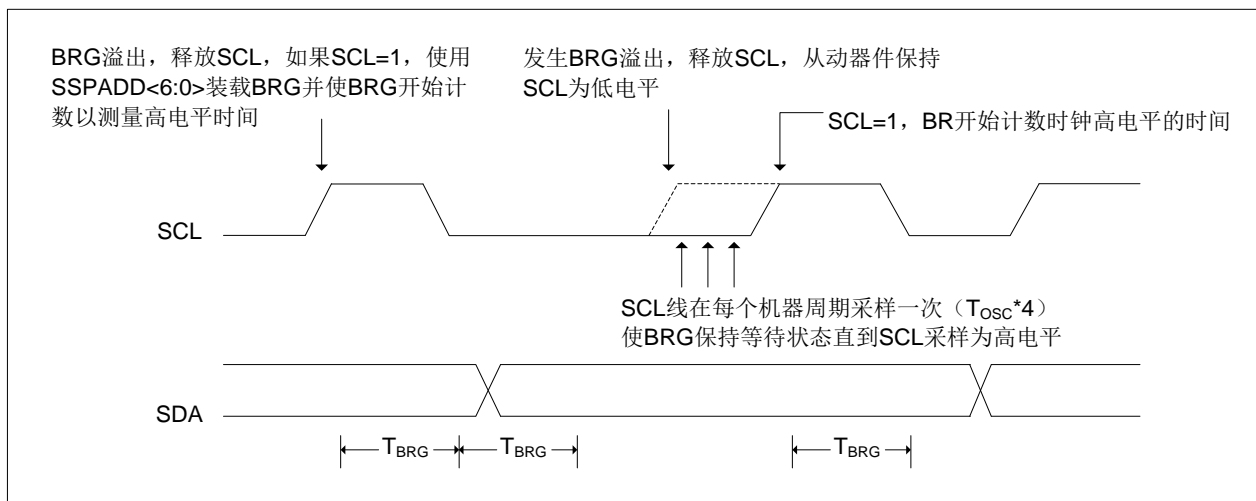 BRG溢出，释放SCL，如果SCL=1，使用
SSPADD<6:0>装载BRG并使BRG开始计
数以测量高电平时间
发生BRG溢出，释放SCL，从动器件保持
SCL为低电平
SCL=1，BR开始计数时钟高电平的时间
SCL
SCL线在每个机器周期采样一次（TOSC*4）
使BRG保持等待状态直到SCL采样为高电平
SDA
TBRG
TBRG
TBRG